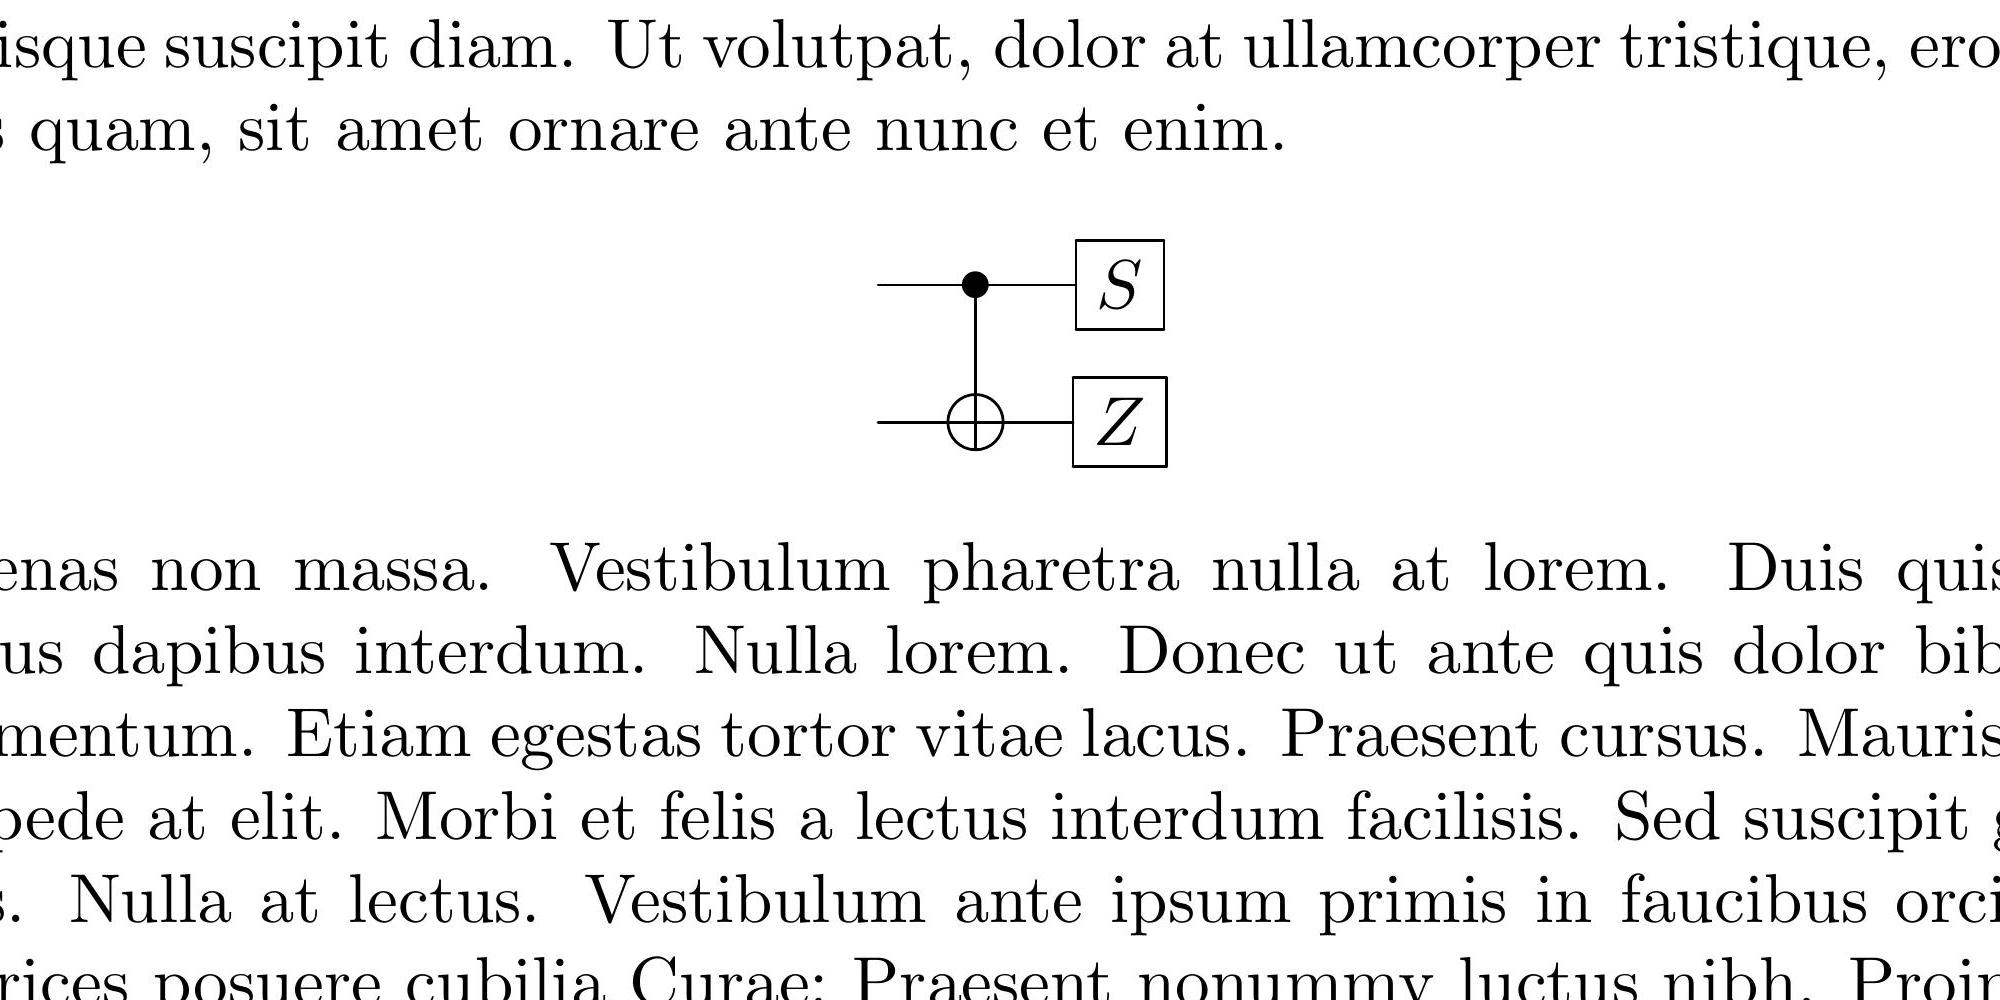 isque suscipit diam. Ut volutpat, dolor at ullamcorper tristique, ero
s quam, sit amet ornare ante nunc et enim.
S
Z
enas non massa. Vestibulum pharetra nulla at lorem. Duis quis
us dapibus interdum. Nulla lorem. Donec ut ante quis dolor bib
mentum. Etiam egestas tortor vitae lacus. Praesent cursus. Mauris
pede at elit. Morbi et felis a lectus interdum facilisis. Sed suscipit g
s. Nulla at lectus. Vestibulum ante ipsum primis in faucibus orci
rices posuere cubilia Curae; Praesent nonummy luctus nibh. Proin